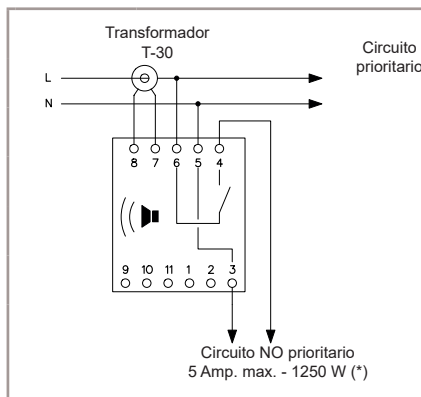 Transformador
T-30
Circuito
prioritario
L
N
8 7 6 5 4
9 10 11 1 2 3
Circuito NO prioritario
5 Amp. max. - 1250 W (*)